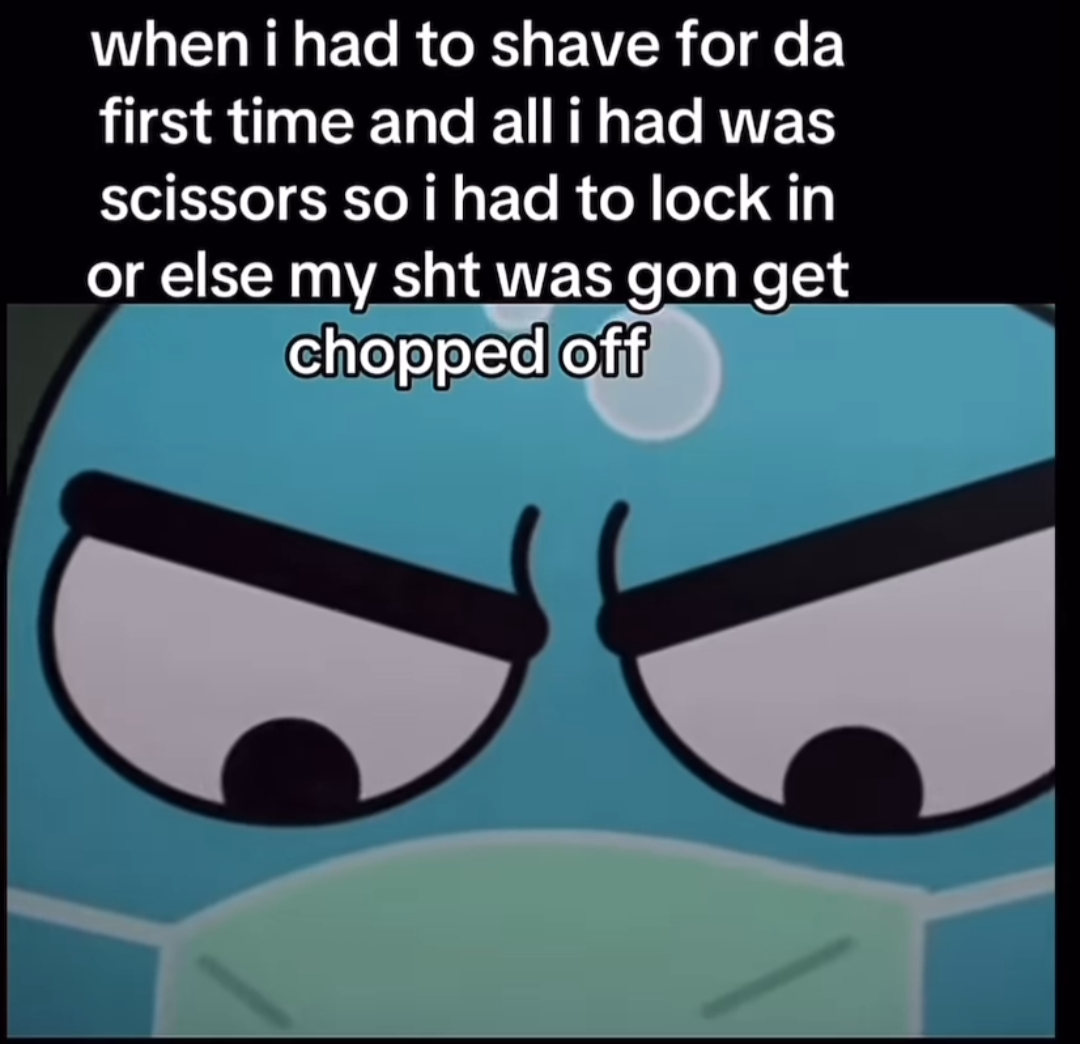 when i had to shave for da
first time and all i had was
scissors so i had to lock in
or else my sht was gon get
chopped off